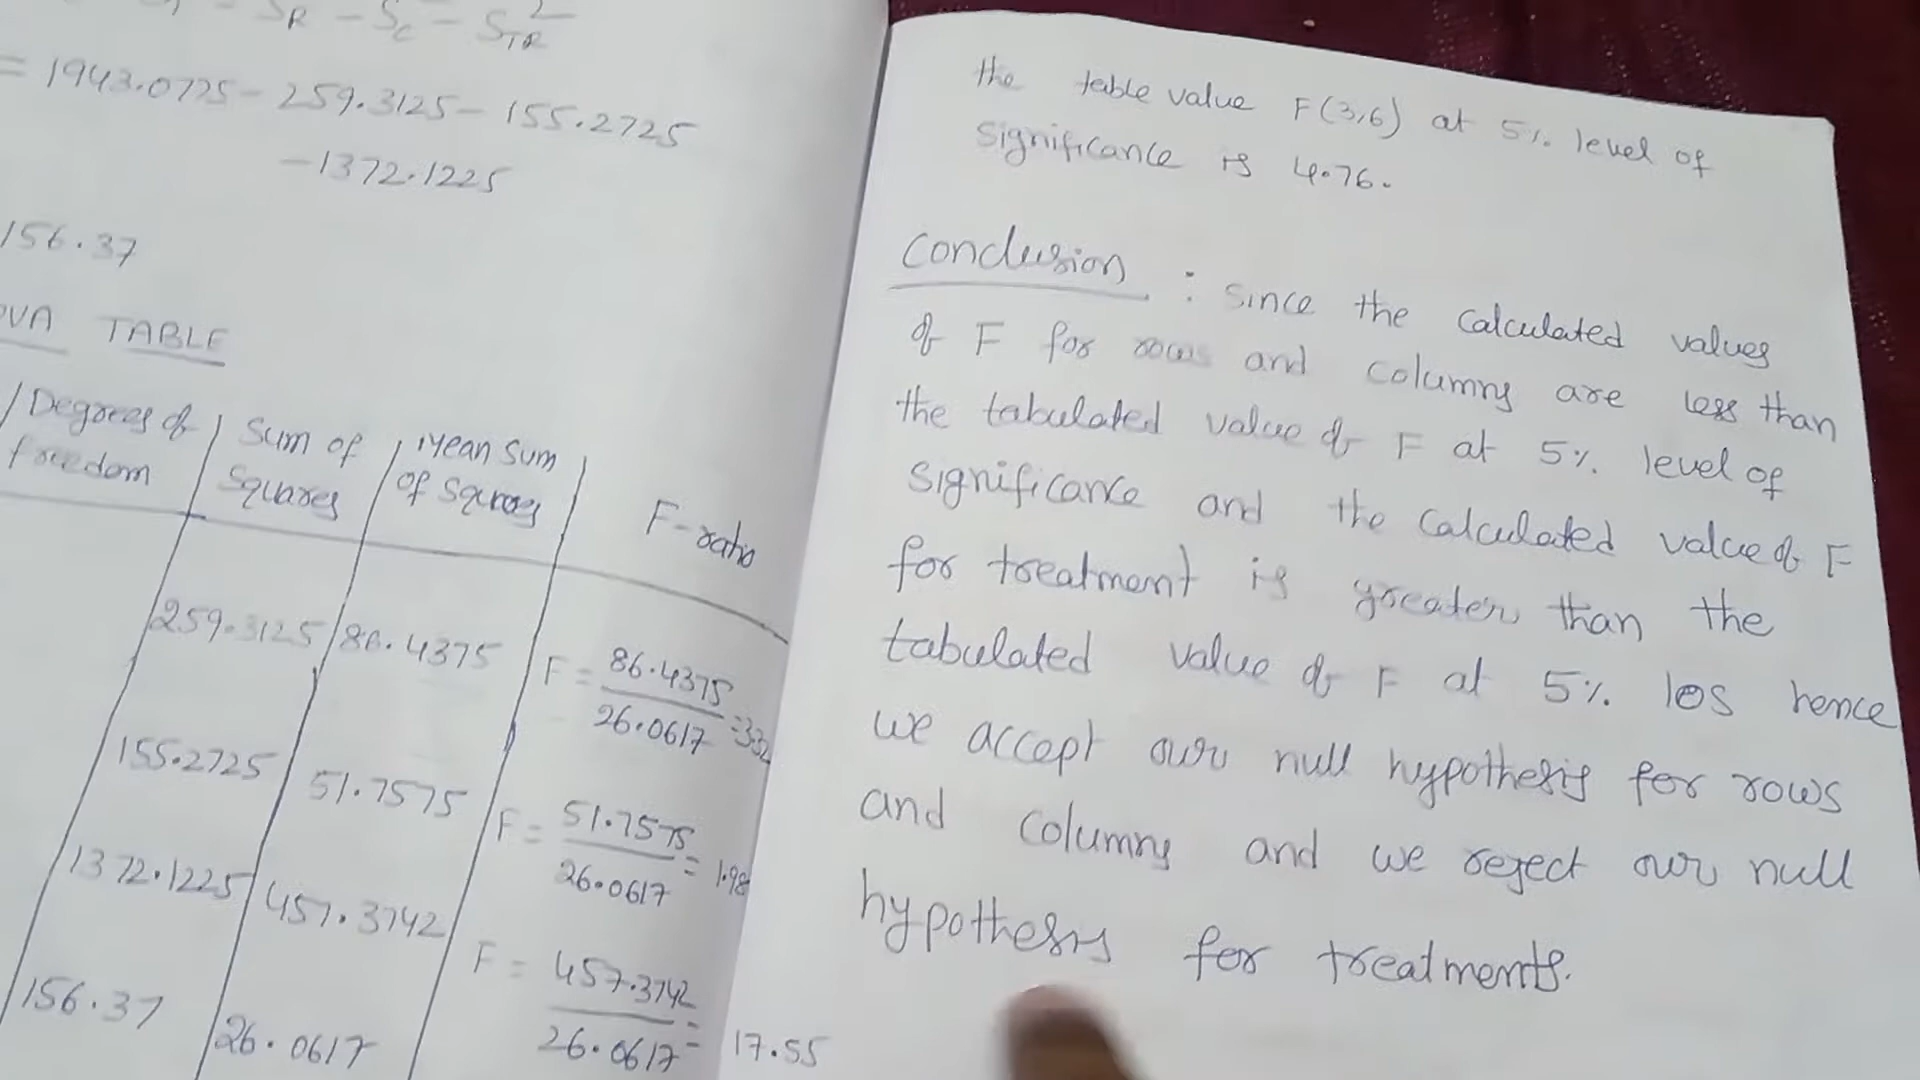 S_R - S_C - S_TR^2
= 1943.0725 - 259.3125 - 155.2725
- 1372.1225
156.37
OVA TABLE
Degrees of freedom | Sum of Squares | Mean Sum of Squares | F-ratio
259.3125 | 86.4375 | F = 86.4375 / 26.0617 = 3.32
155.2725 | 51.7575 | F = 51.7575 / 26.0617 = 1.98
1372.1225 | 457.3742 | F = 457.3742 / 26.0617 = 17.55
156.37 | 26.0617
the table value F(3,6) at 5% level of
significance is 4.76.
Conclusion : since the calculated values
of F for rows and columns are less than
the tabulated value of F at 5% level of
significance and the calculated value of F
for treatment is greater than the
tabulated value of F at 5% los hence
we accept our null hypothesis for rows
and columns and we reject our null
hypothesis for treatments.